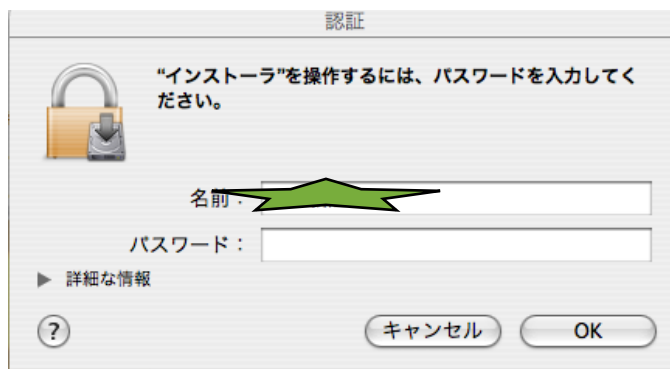 認証
“インストーラ”を操作するには、パスワードを入力してく
ださい。
名前：
パスワード：
▶ 詳細な情報
?
キャンセル
OK